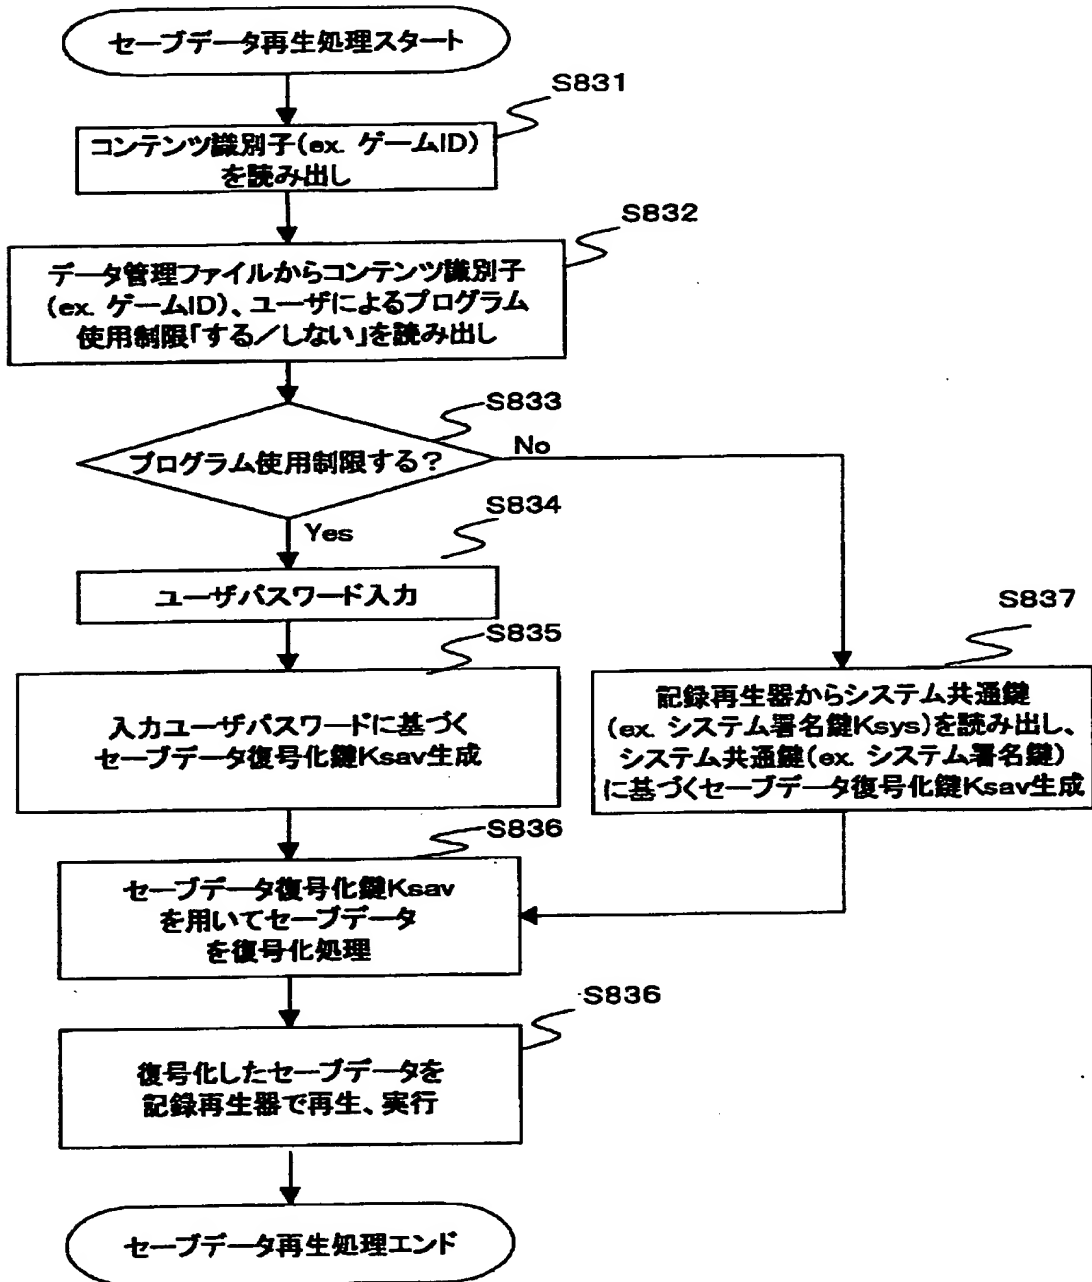 セーブデータ再生処理スタート
S831
コンテンツ識別子(ex. ゲームID)
を読み出し
S832
データ管理ファイルからコンテンツ識別子
(ex. ゲームID)、ユーザによるプログラム
使用制限「する／しない」を読み出し
S833
プログラム使用制限する？
No
Yes
S834
ユーザパスワード入力
S835
入力ユーザパスワードに基づく
セーブデータ復号化鍵Ksav生成
S837
記録再生器からシステム共通鍵
(ex. システム署名鍵Ksys)を読み出し、
システム共通鍵(ex. システム署名鍵)
に基づくセーブデータ復号化鍵Ksav生成
S836
セーブデータ復号化鍵Ksav
を用いてセーブデータ
を復号化処理
S836
復号化したセーブデータを
記録再生器で再生、実行
セーブデータ再生処理エンド